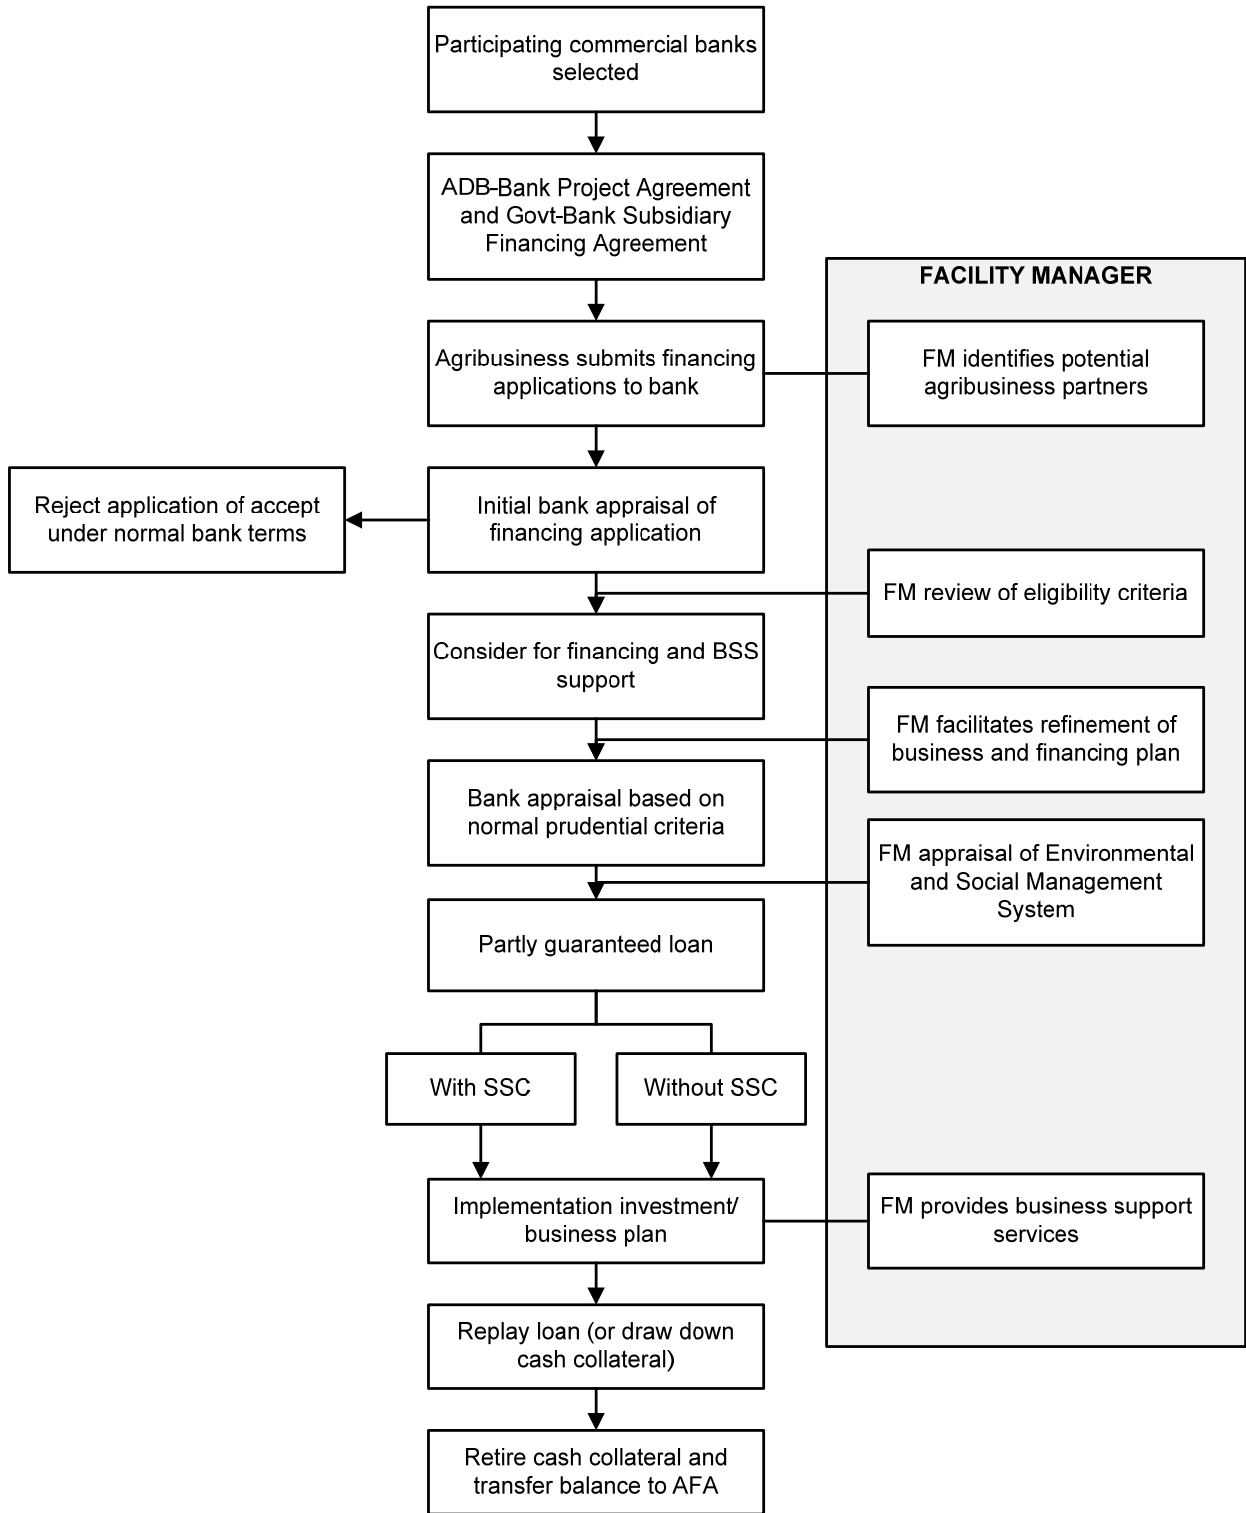 Participating commercial banks
selected
ADB-Bank Project Agreement
and Govt-Bank Subsidiary
Financing Agreement
FACILITY MANAGER
Agribusiness submits financing
applications to bank
FM identifies potential
agribusiness partners
Reject application of accept
under normal bank terms
Initial bank appraisal of
financing application
FM review of eligibility criteria
Consider for financing and BSS
support
FM facilitates refinement of
business and financing plan
Bank appraisal based on
normal prudential criteria
FM appraisal of Environmental
and Social Management
System
Partly guaranteed loan
With SSC
Without SSC
Implementation investment/
business plan
FM provides business support
services
Replay loan (or draw down
cash collateral)
Retire cash collateral and
transfer balance to AFA